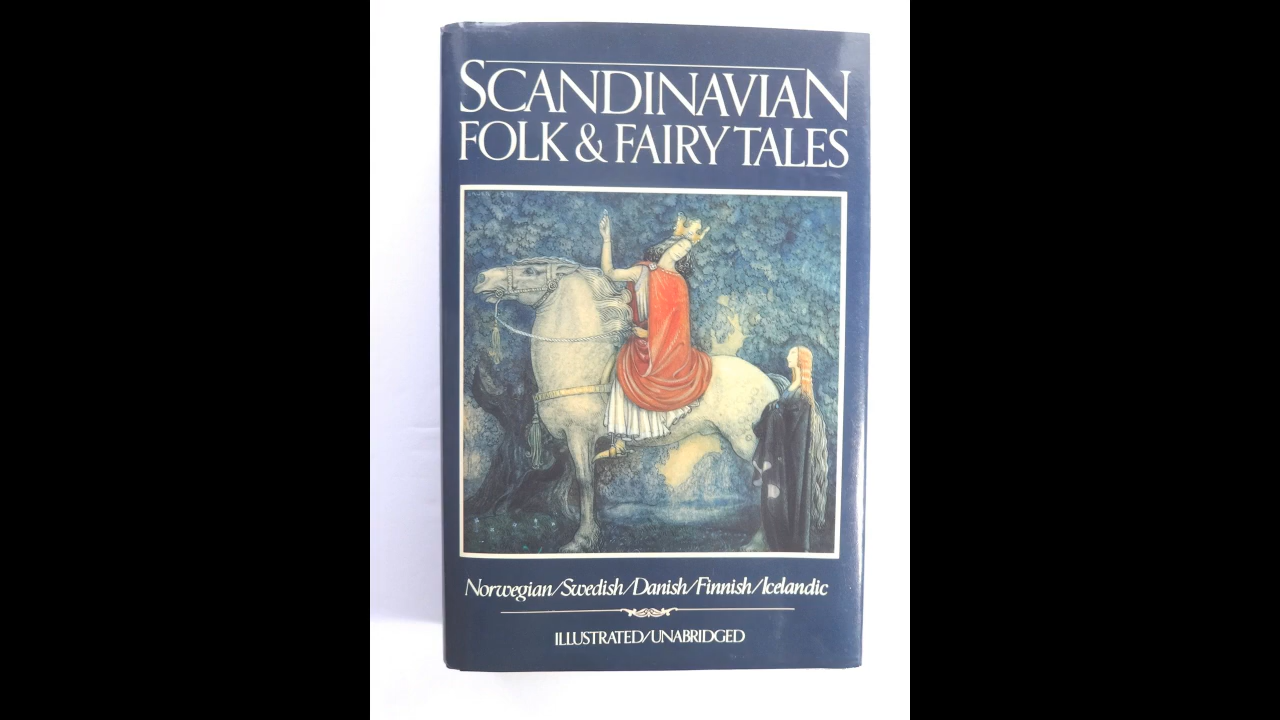 SCANDINAVIAN
FOLK & FAIRY TALES
Norwegian/Swedish/Danish/Finnish/Icelandic
ILLUSTRATED/UNABRIDGED